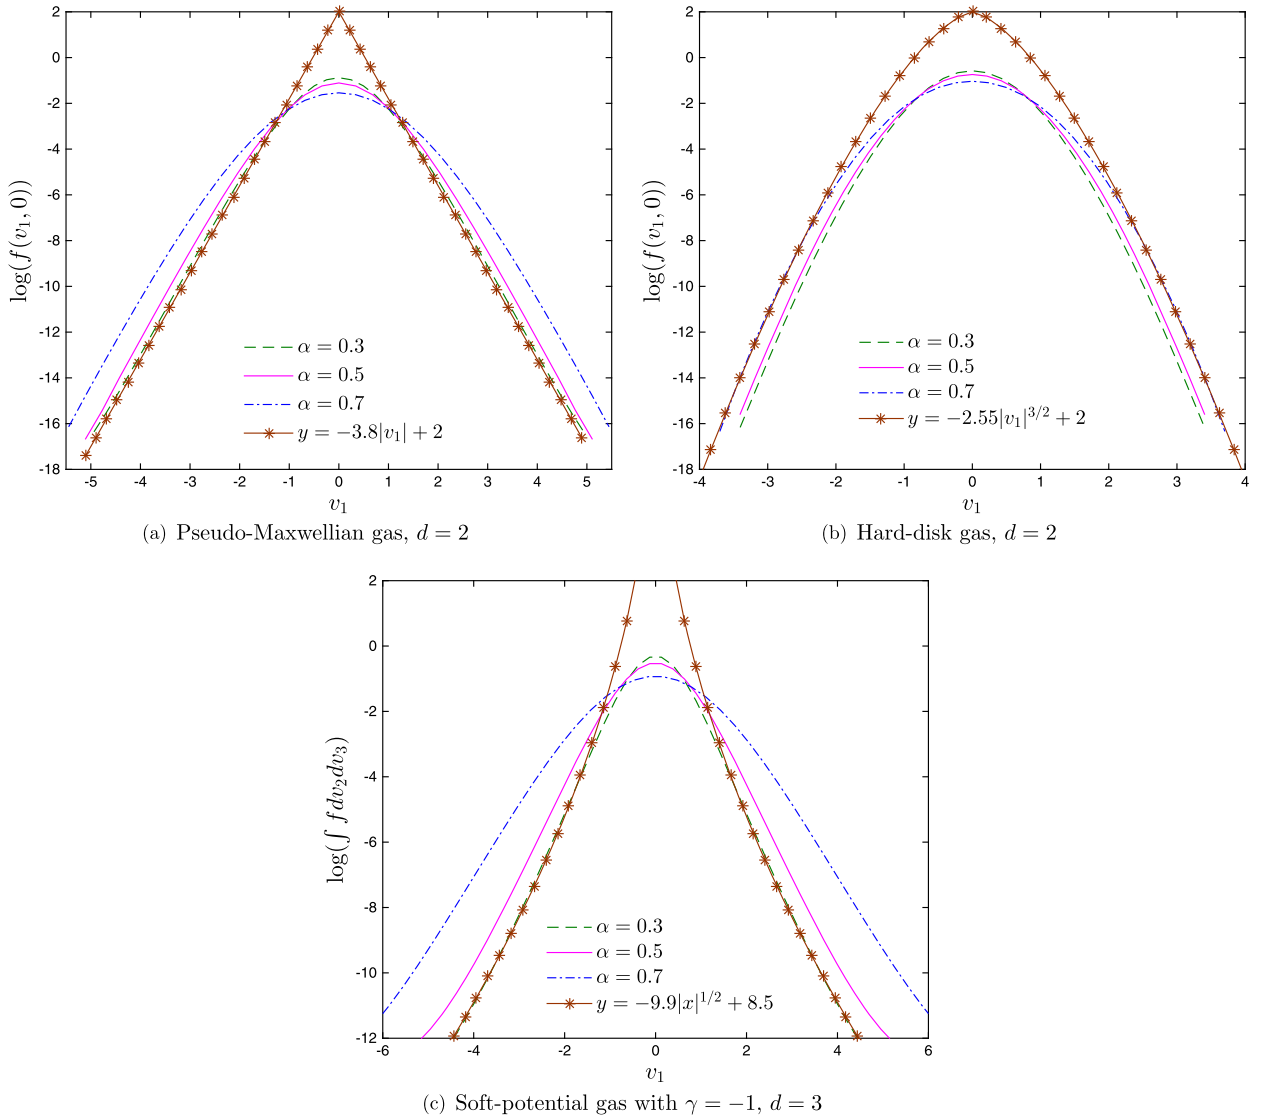 2
0
-2
-4
-6
-8
-10
-12
-14
-16
-18
log(f(v₁, 0))
α = 0.3
α = 0.5
α = 0.7
y = −3.8|v₁| + 2
-5 -4 -3 -2 -1 0 1 2 3 4 5
v₁
(a) Pseudo-Maxwellian gas, d = 2
2
0
-2
-4
-6
-8
-10
-12
-14
-16
-18
log(f(v₁, 0))
α = 0.3
α = 0.5
α = 0.7
y = −2.55|v₁|^{3/2} + 2
-4 -3 -2 -1 0 1 2 3 4
v₁
(b) Hard-disk gas, d = 2
2
0
-2
-4
-6
-8
-10
-12
log(∫ f dv₂dv₃)
α = 0.3
α = 0.5
α = 0.7
y = −9.9|x|^{1/2} + 8.5
-6 -4 -2 0 2 4 6
v₁
(c) Soft-potential gas with γ = −1, d = 3